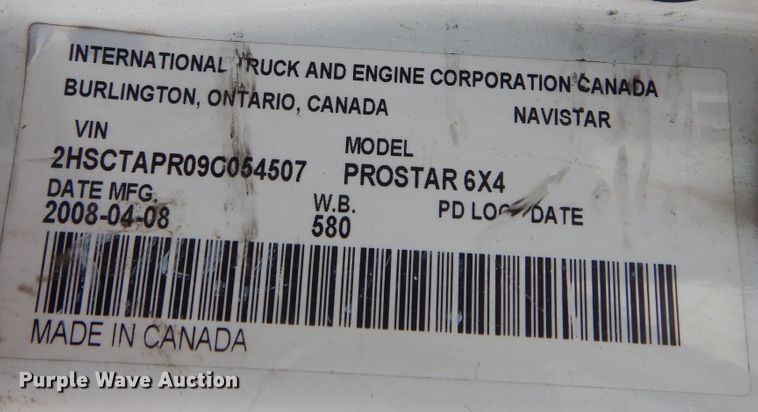 INTERNATIONAL TRUCK AND ENGINE CORPORATION CANADA
BURLINGTON, ONTARIO, CANADA NAVISTAR
VIN MODEL
2HSCTAPR09C054507 PROSTAR 6X4
DATE MFG. W.B. PD LOC / DATE
2008-04-08 580
MADE IN CANADA
Purple Wave Auction